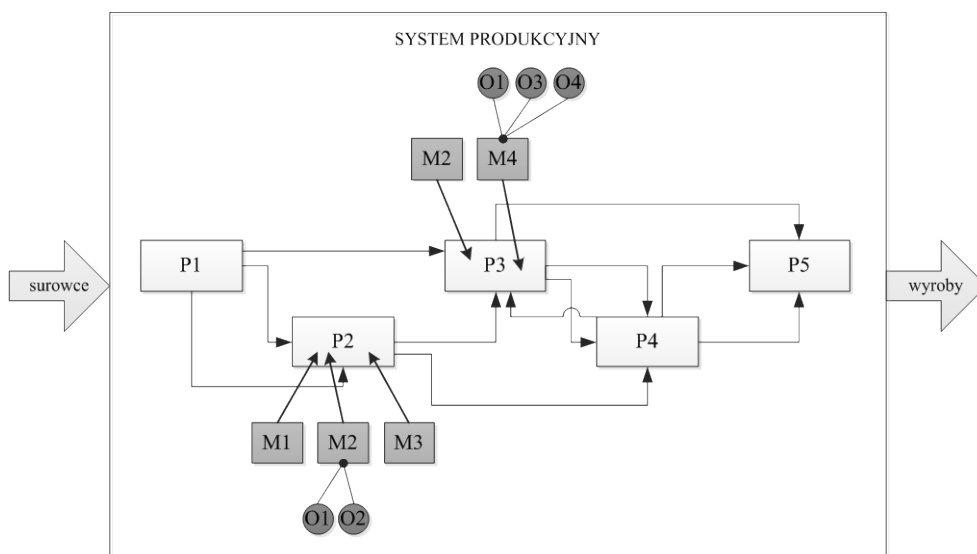 SYSTEM PRODUKCYJNY
O1 O3 O4
M2 M4
P1 P3 P5
surowce wyroby
P2 P4
M1 M2 M3
O1 O2